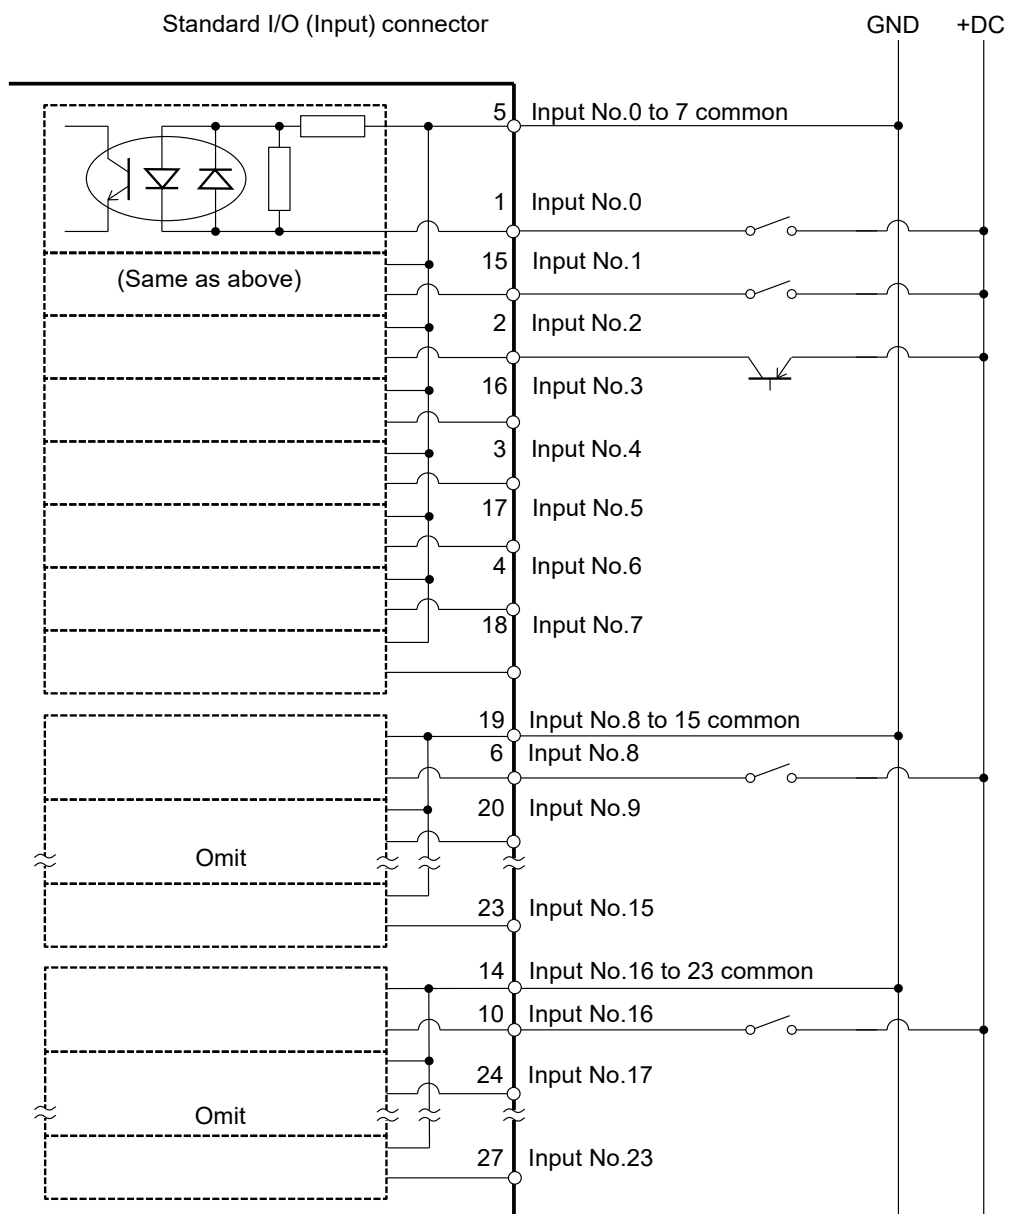 Standard I/O (Input) connector
GND
+DC
5 Input No.0 to 7 common
1 Input No.0
15 Input No.1
(Same as above)
2 Input No.2
16 Input No.3
3 Input No.4
17 Input No.5
4 Input No.6
18 Input No.7
19 Input No.8 to 15 common
6 Input No.8
20 Input No.9
Omit
23 Input No.15
14 Input No.16 to 23 common
10 Input No.16
24 Input No.17
Omit
27 Input No.23